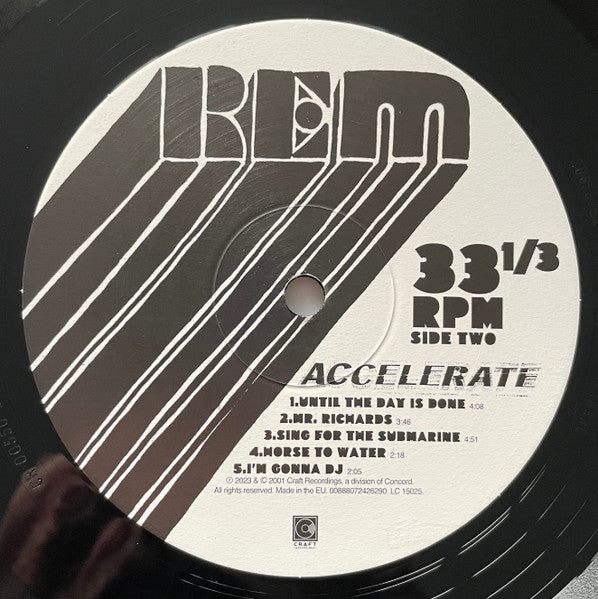 REM
33 1/3
RPM
SIDE TWO
ACCELERATE
1.UNTIL THE DAY IS DONE 4:08
2.MR. RICHARDS 3:46
3.SING FOR THE SUBMARINE 4:51
4.HORSE TO WATER 2:18
5.I'M GONNA DJ 2:05
℗ 2023 & © 2001 Craft Recordings, a division of Concord.
All rights reserved. Made in the EU. 00888072426290. LC 15025.
C
CRAFT
RECORDINGS